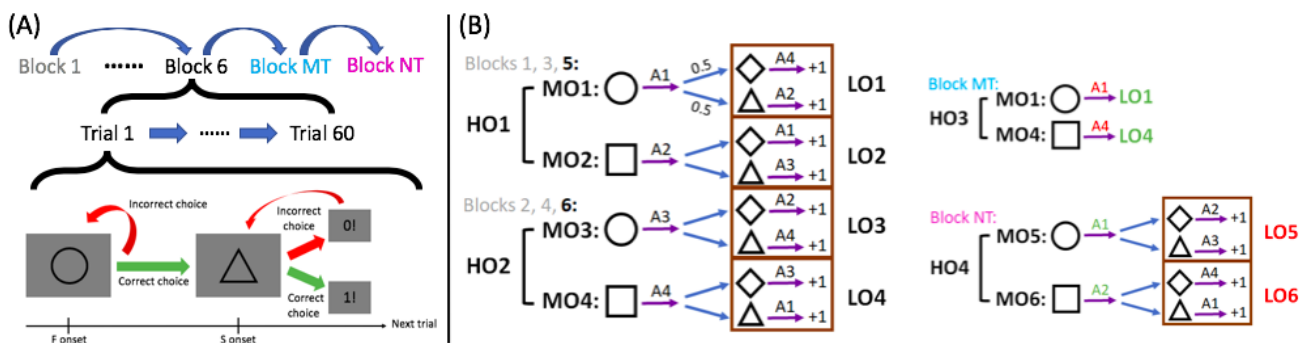 (A)
Block 1 ······ Block 6 Block MT Block NT
Trial 1 ······ Trial 60
Incorrect choice
Correct choice
Incorrect choice
0!
Correct choice
1!
F onset
S onset
Next trial
(B)
Blocks 1, 3, 5:
HO1
MO1: A1 0.5 0.5
A4 +1
A2 +1
LO1
MO2: A2
A1 +1
A3 +1
LO2
Blocks 2, 4, 6:
HO2
MO3: A3
A2 +1
A4 +1
LO3
MO4: A4
A3 +1
A1 +1
LO4
Block MT:
HO3
MO1: A1 LO1
MO4: A4 LO4
Block NT:
HO4
MO5: A1
A2 +1
A3 +1
LO5
MO6: A2
A4 +1
A1 +1
LO6